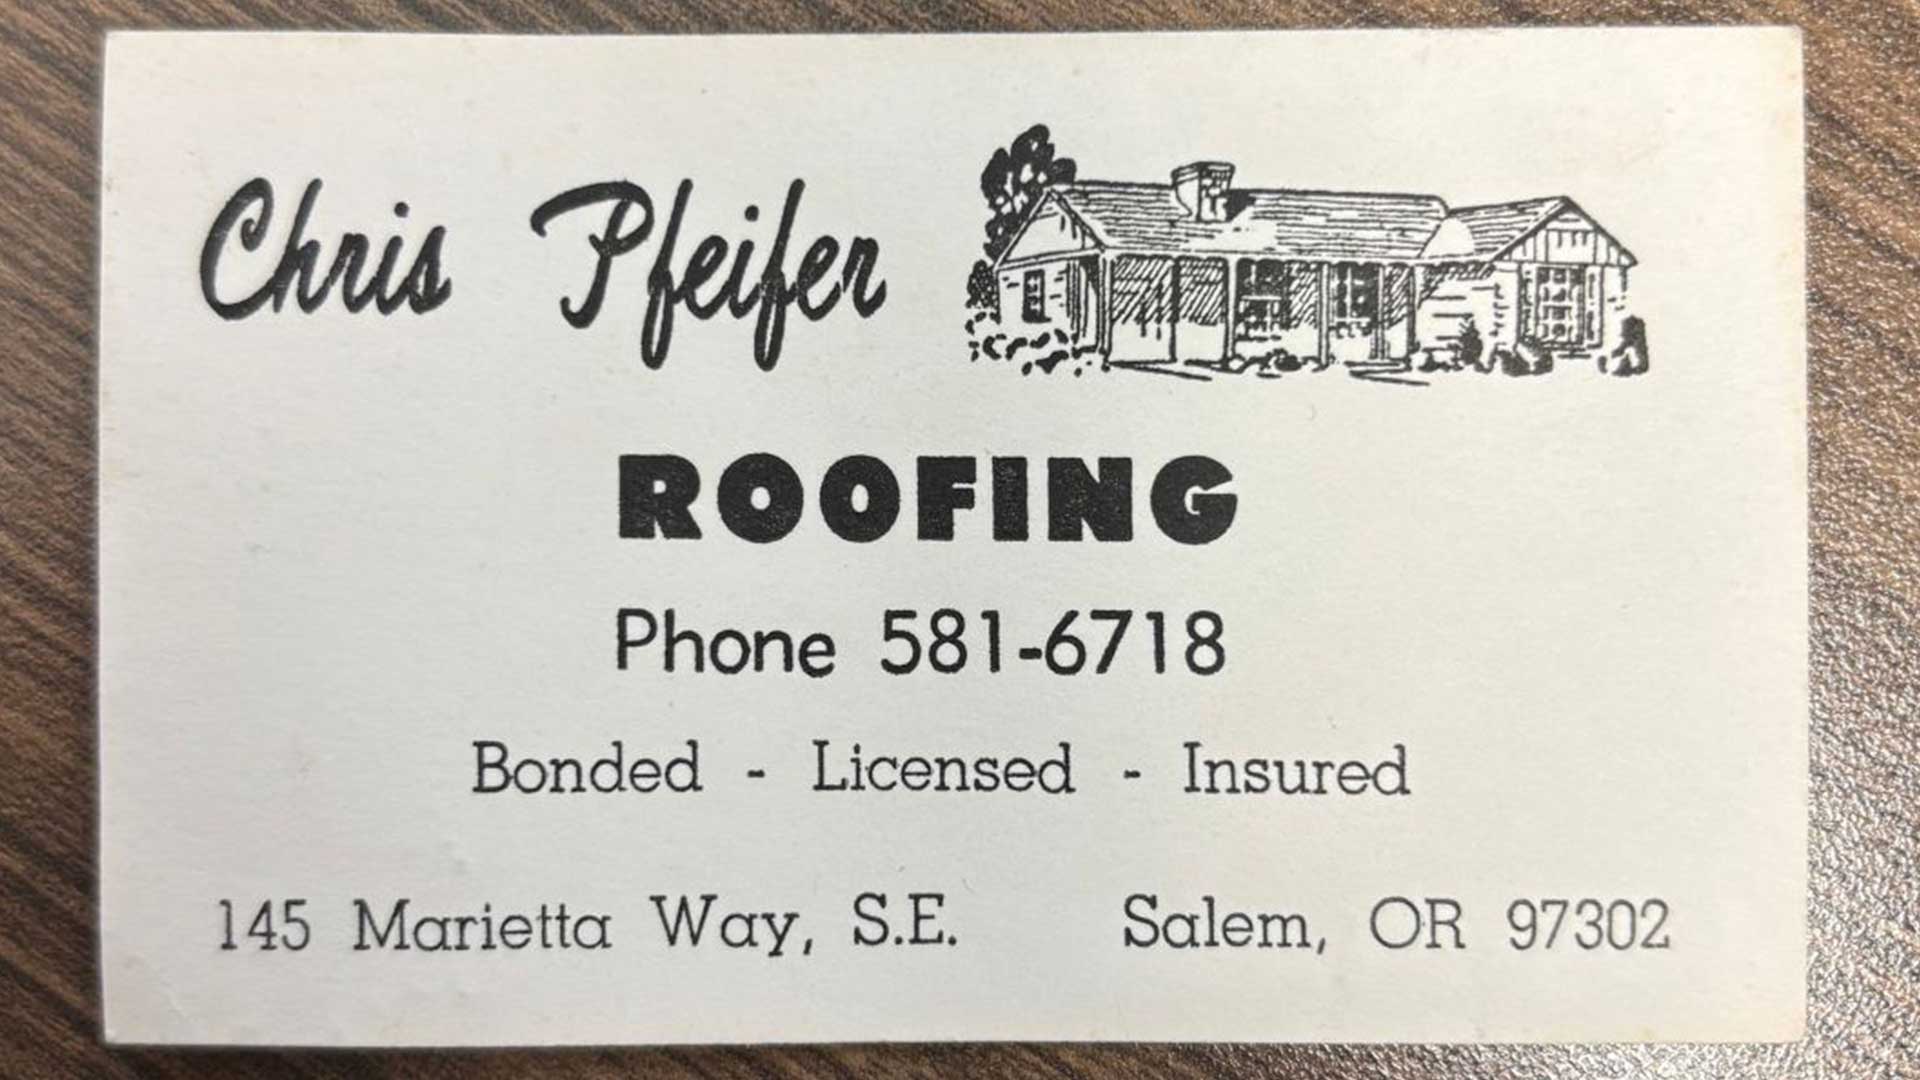 Chris Pfeifer
ROOFING
Phone 581-6718
Bonded - Licensed - Insured
145 Marietta Way, S.E. Salem, OR 97302